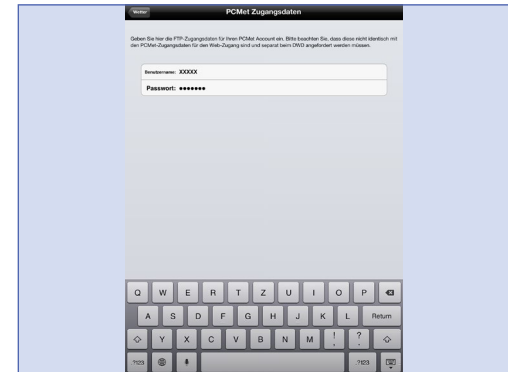 Wetter
PCMet Zugangsdaten
Geben Sie hier die FTP-Zugangsdaten für Ihren PCMet Account ein. Bitte beachten Sie, dass diese nicht identisch mit
den PCMet-Zugangsdaten für den Web-Zugang sind und separat beim DWD angefordert werden müssen.
Benutzername: XXXXX
Passwort: ●●●●●●●
Q W E R T Z U I O P
A S D F G H J K L Return
Y X C V B N M ! , ? .
.?123 .?123